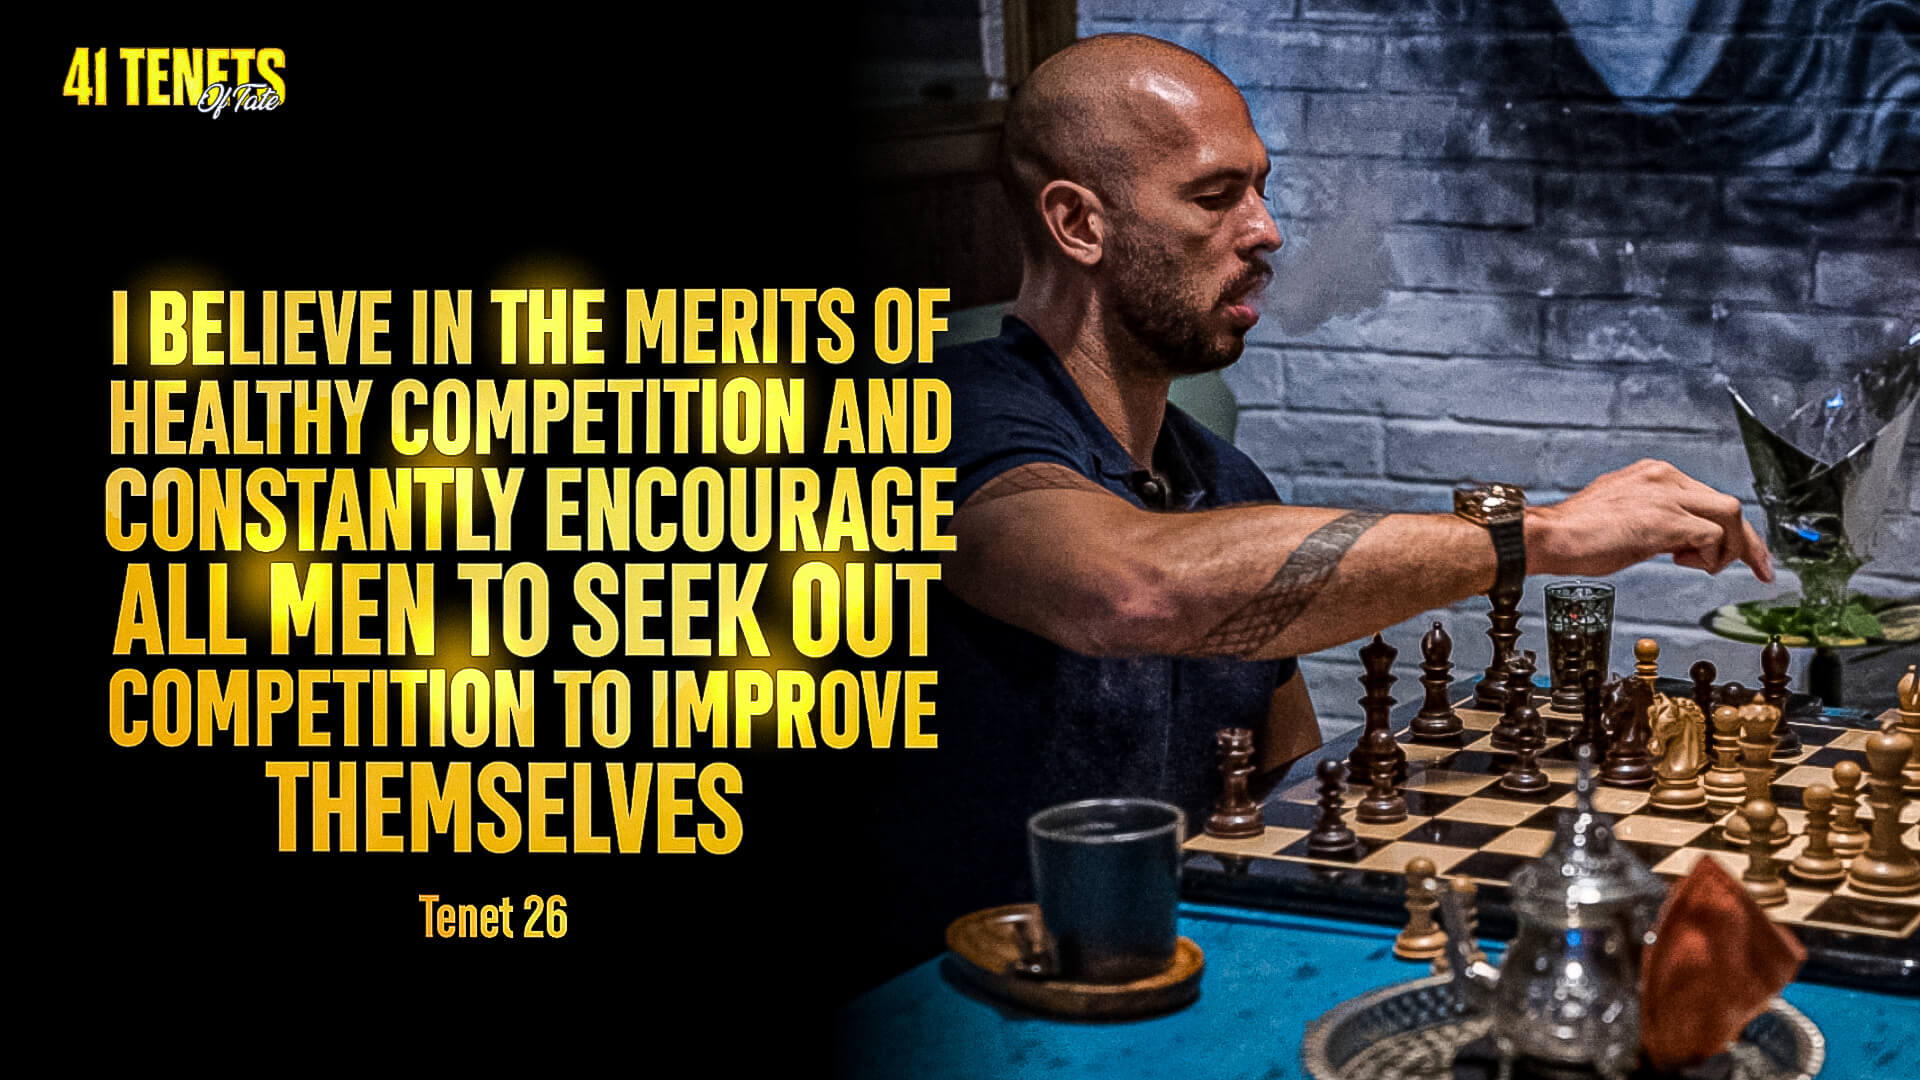 41 TENETS
Of Tate
I BELIEVE IN THE MERITS OF
HEALTHY COMPETITION AND
CONSTANTLY ENCOURAGE
ALL MEN TO SEEK OUT
COMPETITION TO IMPROVE
THEMSELVES
Tenet 26